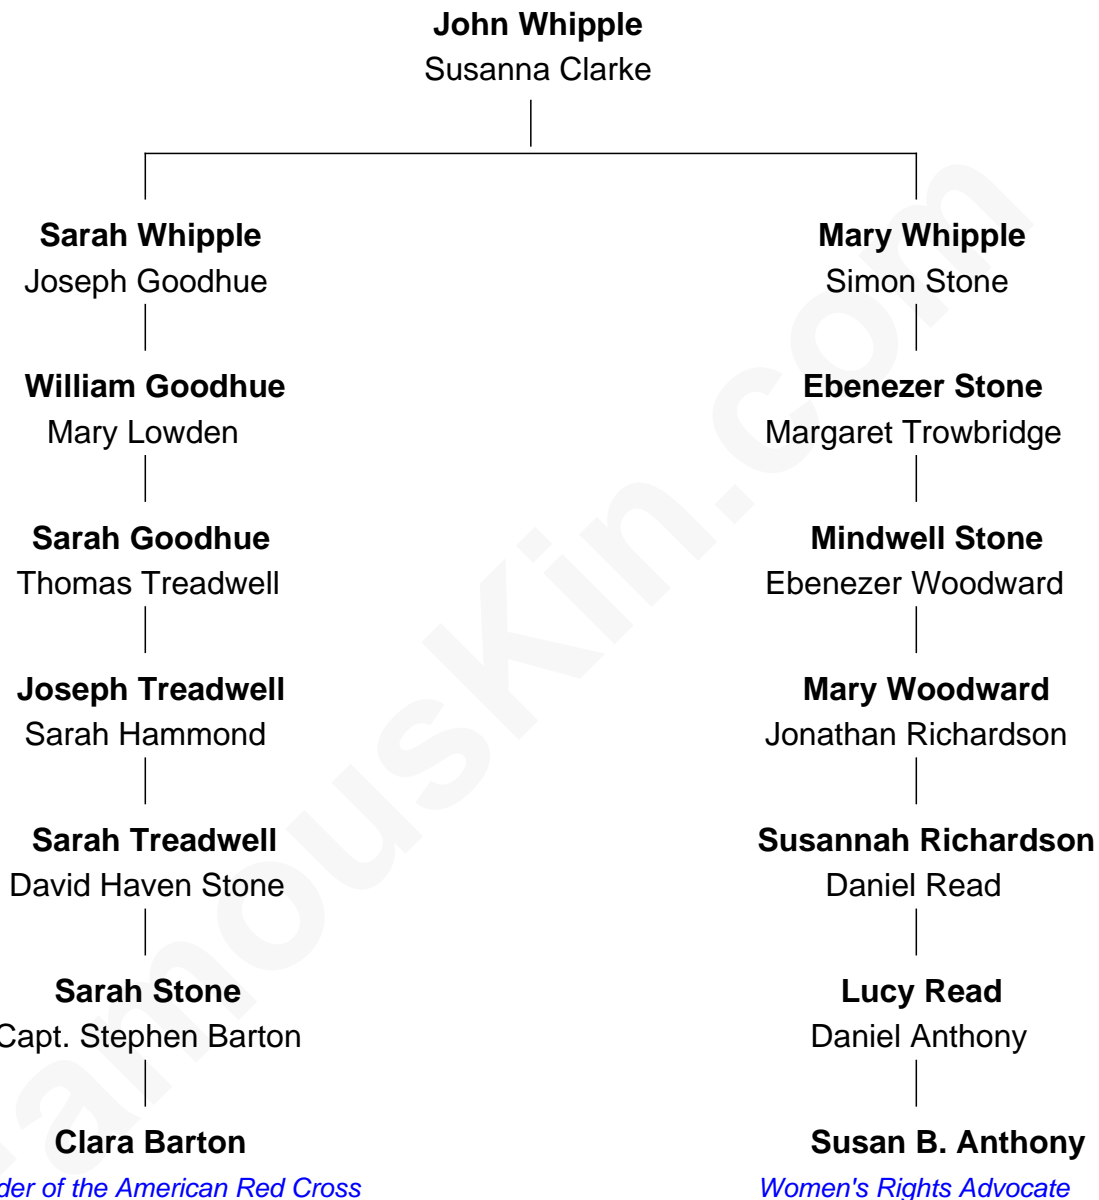 John Whipple
Susanna Clarke
Sarah Whipple
Joseph Goodhue
Mary Whipple
Simon Stone
William Goodhue
Mary Lowden
Ebenezer Stone
Margaret Trowbridge
Sarah Goodhue
Thomas Treadwell
Mindwell Stone
Ebenezer Woodward
Joseph Treadwell
Sarah Hammond
Mary Woodward
Jonathan Richardson
Sarah Treadwell
David Haven Stone
Susannah Richardson
Daniel Read
Sarah Stone
Capt. Stephen Barton
Lucy Read
Daniel Anthony
Clara Barton
der of the American Red Cross
Susan B. Anthony
Women's Rights Advocate
amouskin.com